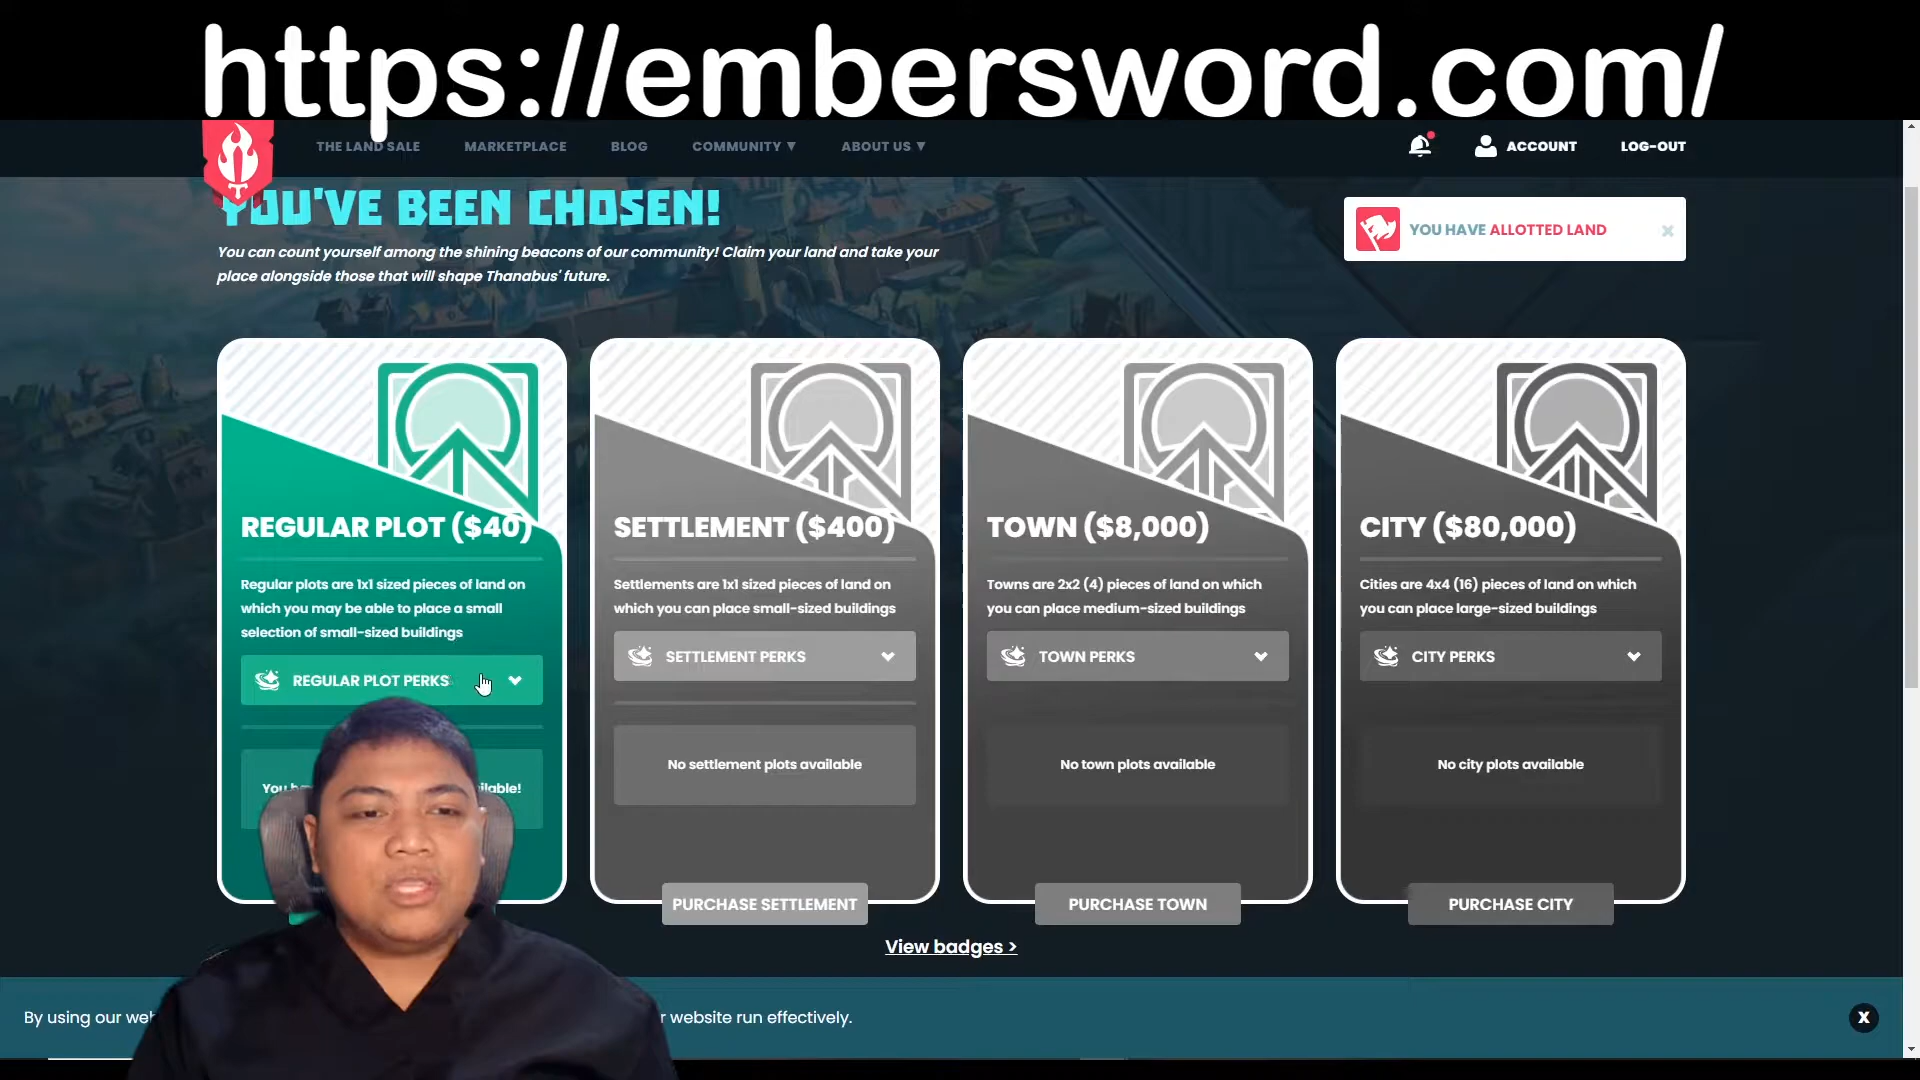 https://embersword.com/
THE LAND SALE
MARKETPLACE
BLOG
COMMUNITY ▼
ABOUT US ▼
ACCOUNT
LOG-OUT
YOU'VE BEEN CHOSEN!
You can count yourself among the shining beacons of our community! Claim your land and take your
place alongside those that will shape Thanabus' future.
YOU HAVE ALLOTTED LAND
x
REGULAR PLOT ($40)
Regular plots are 1x1 sized pieces of land on
which you may be able to place a small
selection of small-sized buildings
REGULAR PLOT PERKS
You
SETTLEMENT ($400)
Settlements are 1x1 sized pieces of land on
which you can place small-sized buildings
SETTLEMENT PERKS
No settlement plots available
PURCHASE SETTLEMENT
TOWN ($8,000)
Towns are 2x2 (4) pieces of land on which
you can place medium-sized buildings
TOWN PERKS
No town plots available
PURCHASE TOWN
CITY ($80,000)
Cities are 4x4 (16) pieces of land on which
you can place large-sized buildings
CITY PERKS
No city plots available
PURCHASE CITY
View badges >
By using our website run effectively.
X